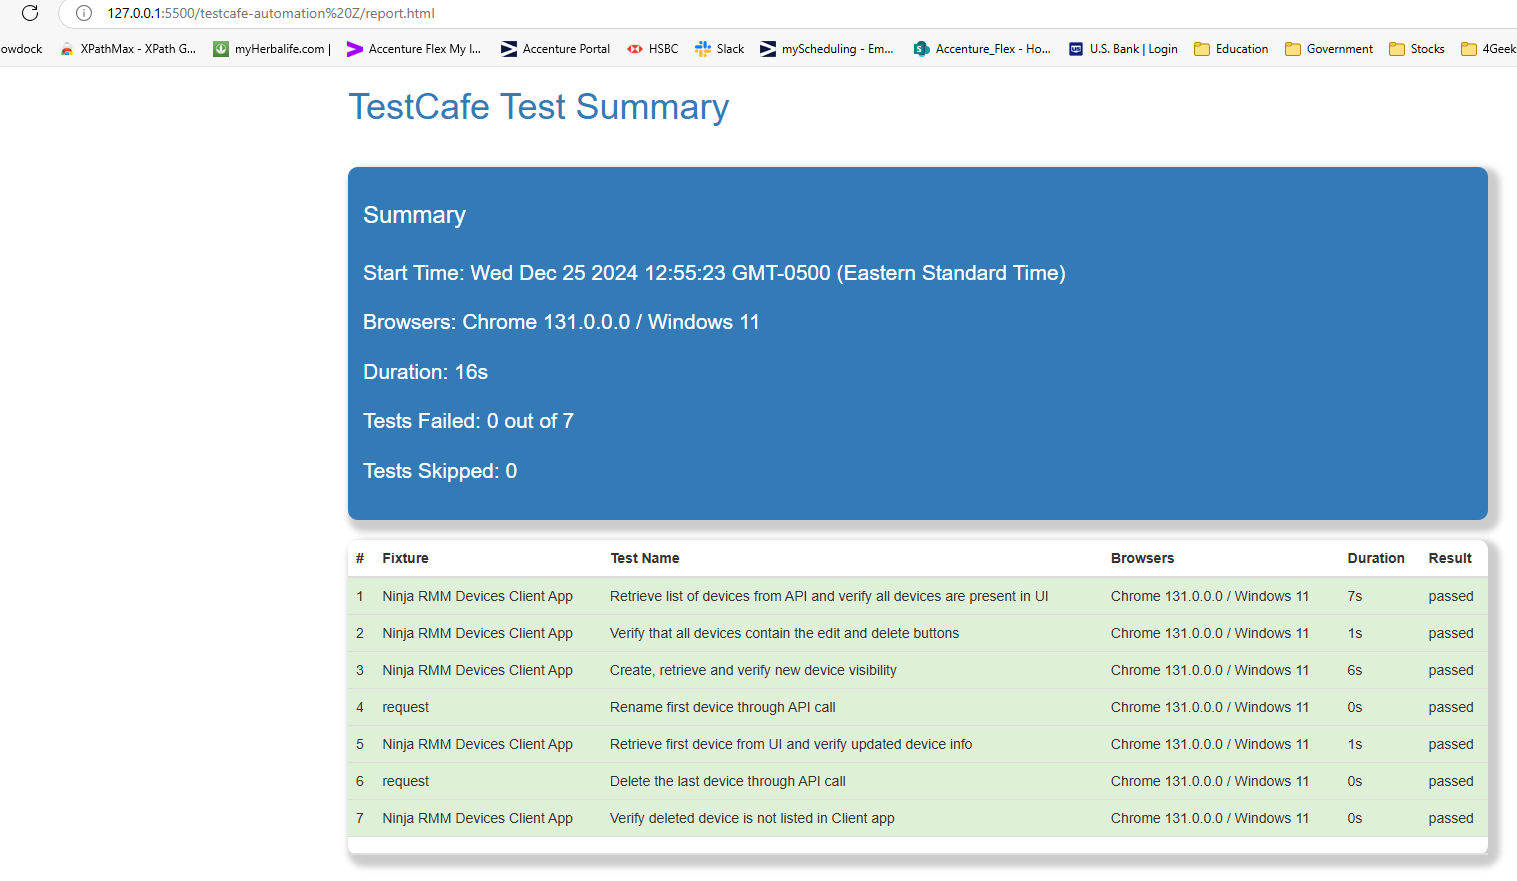 127.0.0.1:5500/testcafe-automation%20Z/report.html
owdock XPathMax - XPath G... myHerbalife.com | Accenture Flex My I... Accenture Portal HSBC Slack myScheduling - Em... Accenture_Flex - Ho... U.S. Bank | Login Education Government Stocks 4Geek
TestCafe Test Summary
Summary
Start Time: Wed Dec 25 2024 12:55:23 GMT-0500 (Eastern Standard Time)
Browsers: Chrome 131.0.0.0 / Windows 11
Duration: 16s
Tests Failed: 0 out of 7
Tests Skipped: 0
# Fixture Test Name Browsers Duration Result
1 Ninja RMM Devices Client App Retrieve list of devices from API and verify all devices are present in UI Chrome 131.0.0.0 / Windows 11 7s passed
2 Ninja RMM Devices Client App Verify that all devices contain the edit and delete buttons Chrome 131.0.0.0 / Windows 11 1s passed
3 Ninja RMM Devices Client App Create, retrieve and verify new device visibility Chrome 131.0.0.0 / Windows 11 6s passed
4 request Rename first device through API call Chrome 131.0.0.0 / Windows 11 0s passed
5 Ninja RMM Devices Client App Retrieve first device from UI and verify updated device info Chrome 131.0.0.0 / Windows 11 1s passed
6 request Delete the last device through API call Chrome 131.0.0.0 / Windows 11 0s passed
7 Ninja RMM Devices Client App Verify deleted device is not listed in Client app Chrome 131.0.0.0 / Windows 11 0s passed